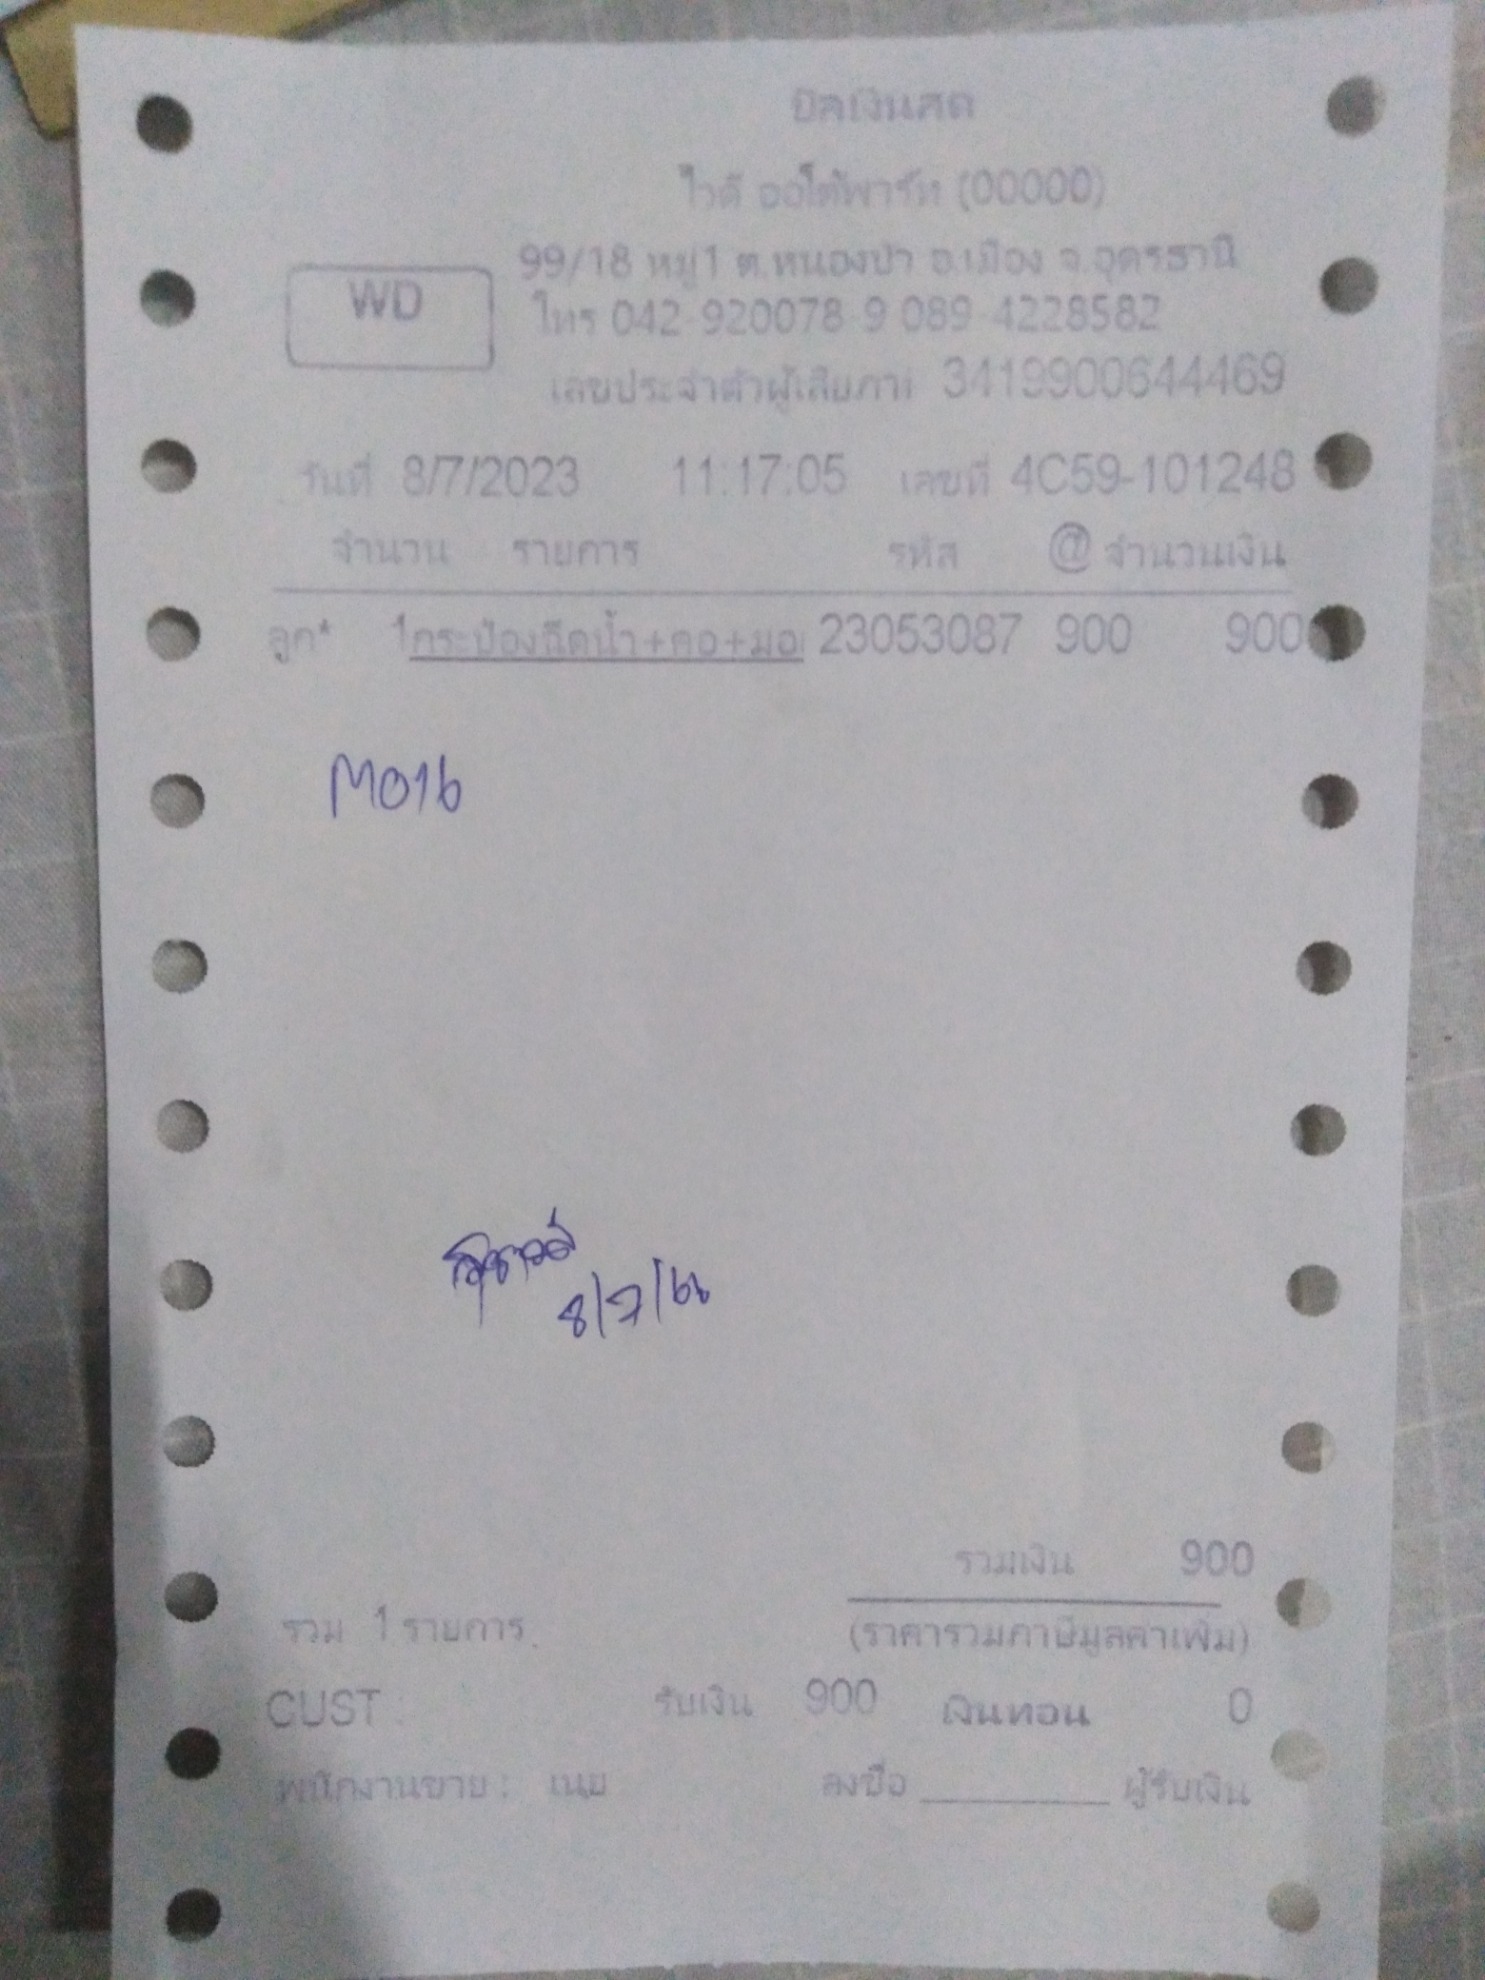 บิลเงินสด
ไวดี ออโต้พาร์ท (00000)
99/18 หมู่1 ต.หนองบัว อ.เมือง จ.อุดรธานี
WD
โทร 042-920078-9 089-4228582
เลขประจำตัวผู้เสียภาษี 3419900644469
วันที่ 8/7/2023 11:17:05 เลขที่ 4C59-101248
จำนวน รายการ รหัส @ จำนวนเงิน
ลูก* 1 กระป๋องฉีดน้ำ+คอ+มอ 23053087 900 900
M016
8/7/66
รวมเงิน 900
รวม 1 รายการ
(ราคารวมภาษีมูลค่าเพิ่ม)
CUST : รับเงิน 900 เงินทอน 0
พนักงานขาย : เนย ลงชื่อ ________ ผู้รับเงิน